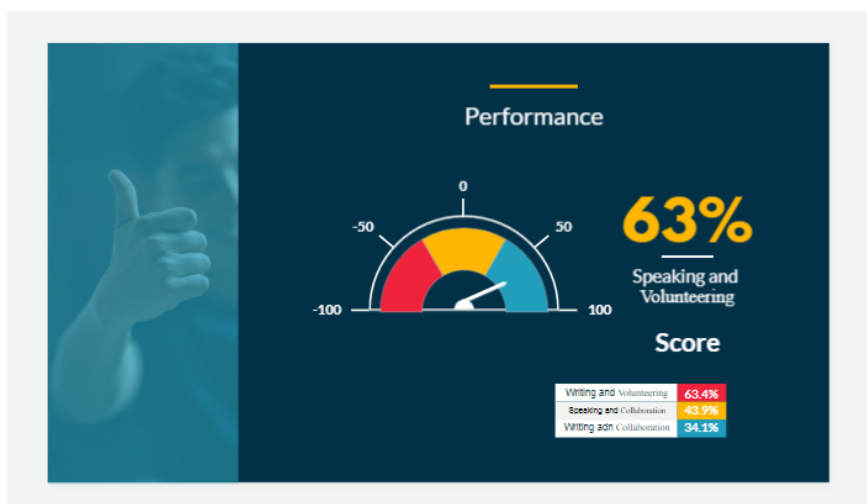 Performance
0
-50
50
-100
100
63%
Speaking and
Volunteering
Score
Writing and Volunteering 63.4%
Speaking and Collaboration 43.9%
Writing adn Collaboration 34.1%